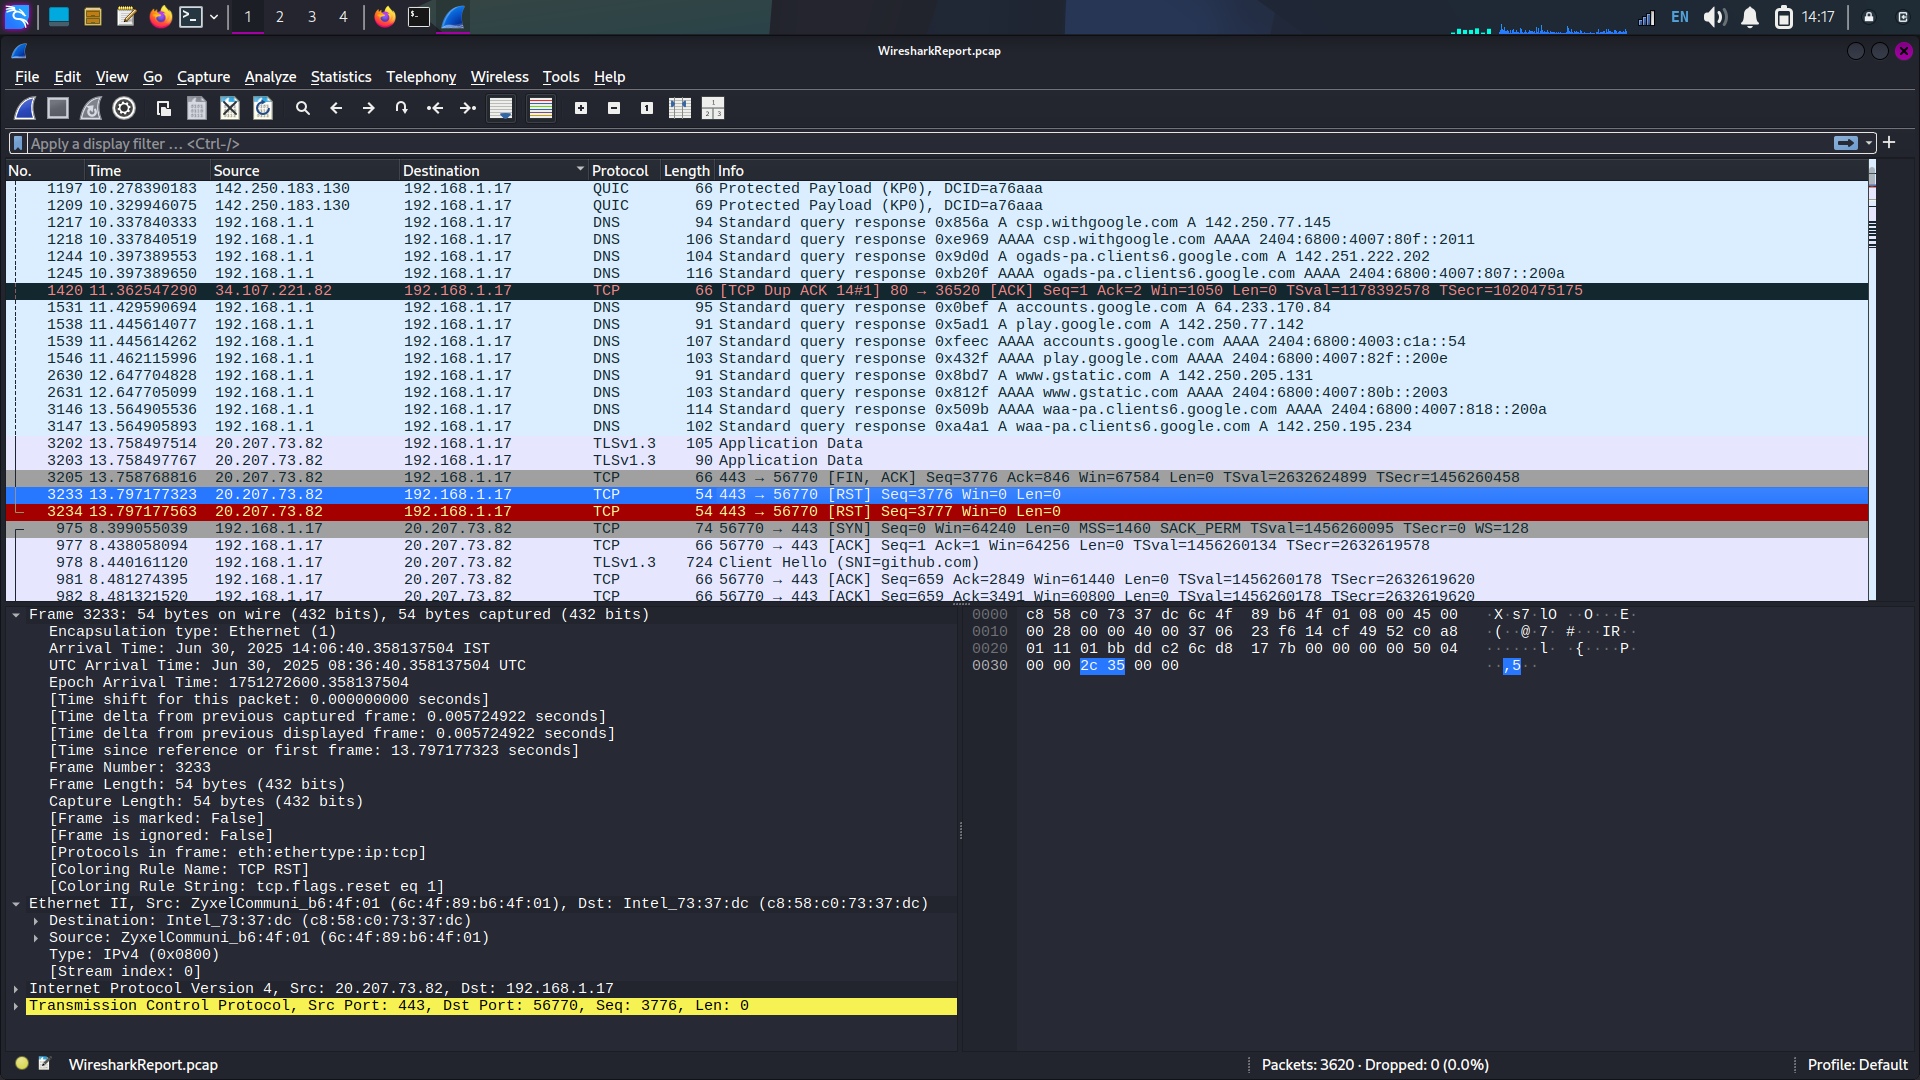 1 2 3 4 EN 14:17
WiresharkReport.pcap
File Edit View Go Capture Analyze Statistics Telephony Wireless Tools Help
Apply a display filter … <Ctrl-/>
No. Time Source Destination Protocol Length Info
1197 10.278390183 142.250.183.130 192.168.1.17 QUIC 66 Protected Payload (KP0), DCID=a76aaa
1209 10.329946075 142.250.183.130 192.168.1.17 QUIC 69 Protected Payload (KP0), DCID=a76aaa
1217 10.337840333 192.168.1.1 192.168.1.17 DNS 94 Standard query response 0x856a A csp.withgoogle.com A 142.250.77.145
1218 10.337840519 192.168.1.1 192.168.1.17 DNS 106 Standard query response 0xe969 AAAA csp.withgoogle.com AAAA 2404:6800:4007:80f::2011
1244 10.397389553 192.168.1.1 192.168.1.17 DNS 104 Standard query response 0x9d0d A ogads-pa.clients6.google.com A 142.251.222.202
1245 10.397389650 192.168.1.1 192.168.1.17 DNS 116 Standard query response 0xb20f AAAA ogads-pa.clients6.google.com AAAA 2404:6800:4007:807::200a
1420 11.362547290 34.107.221.82 192.168.1.17 TCP 66 [TCP Dup ACK 14#1] 80 → 36520 [ACK] Seq=1 Ack=2 Win=1050 Len=0 TSval=1178392578 TSecr=1020475175
1531 11.429590694 192.168.1.1 192.168.1.17 DNS 95 Standard query response 0x0bef A accounts.google.com A 64.233.170.84
1538 11.445614077 192.168.1.1 192.168.1.17 DNS 91 Standard query response 0x5ad1 A play.google.com A 142.250.77.142
1539 11.445614262 192.168.1.1 192.168.1.17 DNS 107 Standard query response 0xfeec AAAA accounts.google.com AAAA 2404:6800:4003:c1a::54
1546 11.462115996 192.168.1.1 192.168.1.17 DNS 103 Standard query response 0x432f AAAA play.google.com AAAA 2404:6800:4007:82f::200e
2630 12.647704828 192.168.1.1 192.168.1.17 DNS 91 Standard query response 0x8bd7 A www.gstatic.com A 142.250.205.131
2631 12.647705099 192.168.1.1 192.168.1.17 DNS 103 Standard query response 0x812f AAAA www.gstatic.com AAAA 2404:6800:4007:80b::2003
3146 13.564905536 192.168.1.1 192.168.1.17 DNS 114 Standard query response 0x509b AAAA waa-pa.clients6.google.com AAAA 2404:6800:4007:818::200a
3147 13.564905893 192.168.1.1 192.168.1.17 DNS 102 Standard query response 0xa4a1 A waa-pa.clients6.google.com A 142.250.195.234
3202 13.758497514 20.207.73.82 192.168.1.17 TLSv1.3 105 Application Data
3203 13.758497767 20.207.73.82 192.168.1.17 TLSv1.3 90 Application Data
3205 13.758768816 20.207.73.82 192.168.1.17 TCP 66 443 → 56770 [FIN, ACK] Seq=3776 Ack=846 Win=67584 Len=0 TSval=2632624899 TSecr=1456260458
3233 13.797177323 20.207.73.82 192.168.1.17 TCP 54 443 → 56770 [RST] Seq=3776 Win=0 Len=0
3234 13.797177563 20.207.73.82 192.168.1.17 TCP 54 443 → 56770 [RST] Seq=3777 Win=0 Len=0
975 8.399055039 192.168.1.17 20.207.73.82 TCP 74 56770 → 443 [SYN] Seq=0 Win=64240 Len=0 MSS=1460 SACK_PERM TSval=1456260095 TSecr=0 WS=128
977 8.438058094 192.168.1.17 20.207.73.82 TCP 66 56770 → 443 [ACK] Seq=1 Ack=1 Win=64256 Len=0 TSval=1456260134 TSecr=2632619578
978 8.440161120 192.168.1.17 20.207.73.82 TLSv1.3 724 Client Hello (SNI=github.com)
981 8.481274395 192.168.1.17 20.207.73.82 TCP 66 56770 → 443 [ACK] Seq=659 Ack=2849 Win=61440 Len=0 TSval=1456260178 TSecr=2632619620
982 8.481321520 192.168.1.17 20.207.73.82 TCP 66 56770 → 443 [ACK] Seq=659 Ack=3491 Win=60800 Len=0 TSval=1456260178 TSecr=2632619620
Frame 3233: 54 bytes on wire (432 bits), 54 bytes captured (432 bits)
Encapsulation type: Ethernet (1)
Arrival Time: Jun 30, 2025 14:06:40.358137504 IST
UTC Arrival Time: Jun 30, 2025 08:36:40.358137504 UTC
Epoch Arrival Time: 1751272600.358137504
[Time shift for this packet: 0.000000000 seconds]
[Time delta from previous captured frame: 0.005724922 seconds]
[Time delta from previous displayed frame: 0.005724922 seconds]
[Time since reference or first frame: 13.797177323 seconds]
Frame Number: 3233
Frame Length: 54 bytes (432 bits)
Capture Length: 54 bytes (432 bits)
[Frame is marked: False]
[Frame is ignored: False]
[Protocols in frame: eth:ethertype:ip:tcp]
[Coloring Rule Name: TCP RST]
[Coloring Rule String: tcp.flags.reset eq 1]
Ethernet II, Src: ZyxelCommuni_b6:4f:01 (6c:4f:89:b6:4f:01), Dst: Intel_73:37:dc (c8:58:c0:73:37:dc)
Destination: Intel_73:37:dc (c8:58:c0:73:37:dc)
Source: ZyxelCommuni_b6:4f:01 (6c:4f:89:b6:4f:01)
Type: IPv4 (0x0800)
[Stream index: 0]
Internet Protocol Version 4, Src: 20.207.73.82, Dst: 192.168.1.17
Transmission Control Protocol, Src Port: 443, Dst Port: 56770, Seq: 3776, Len: 0
0000 c8 58 c0 73 37 dc 6c 4f 89 b6 4f 01 08 00 45 00 ·X·s7·lO ··O···E·
0010 00 28 00 00 40 00 37 06 23 f6 14 cf 49 52 c0 a8 ·(··@·7· #···IR··
0020 01 11 01 bb dd c2 6c d8 17 7b 00 00 00 00 50 04 ······l· ·{····P·
0030 00 00 2c 35 00 00 ··,5··
WiresharkReport.pcap
Packets: 3620 · Dropped: 0 (0.0%)
Profile: Default